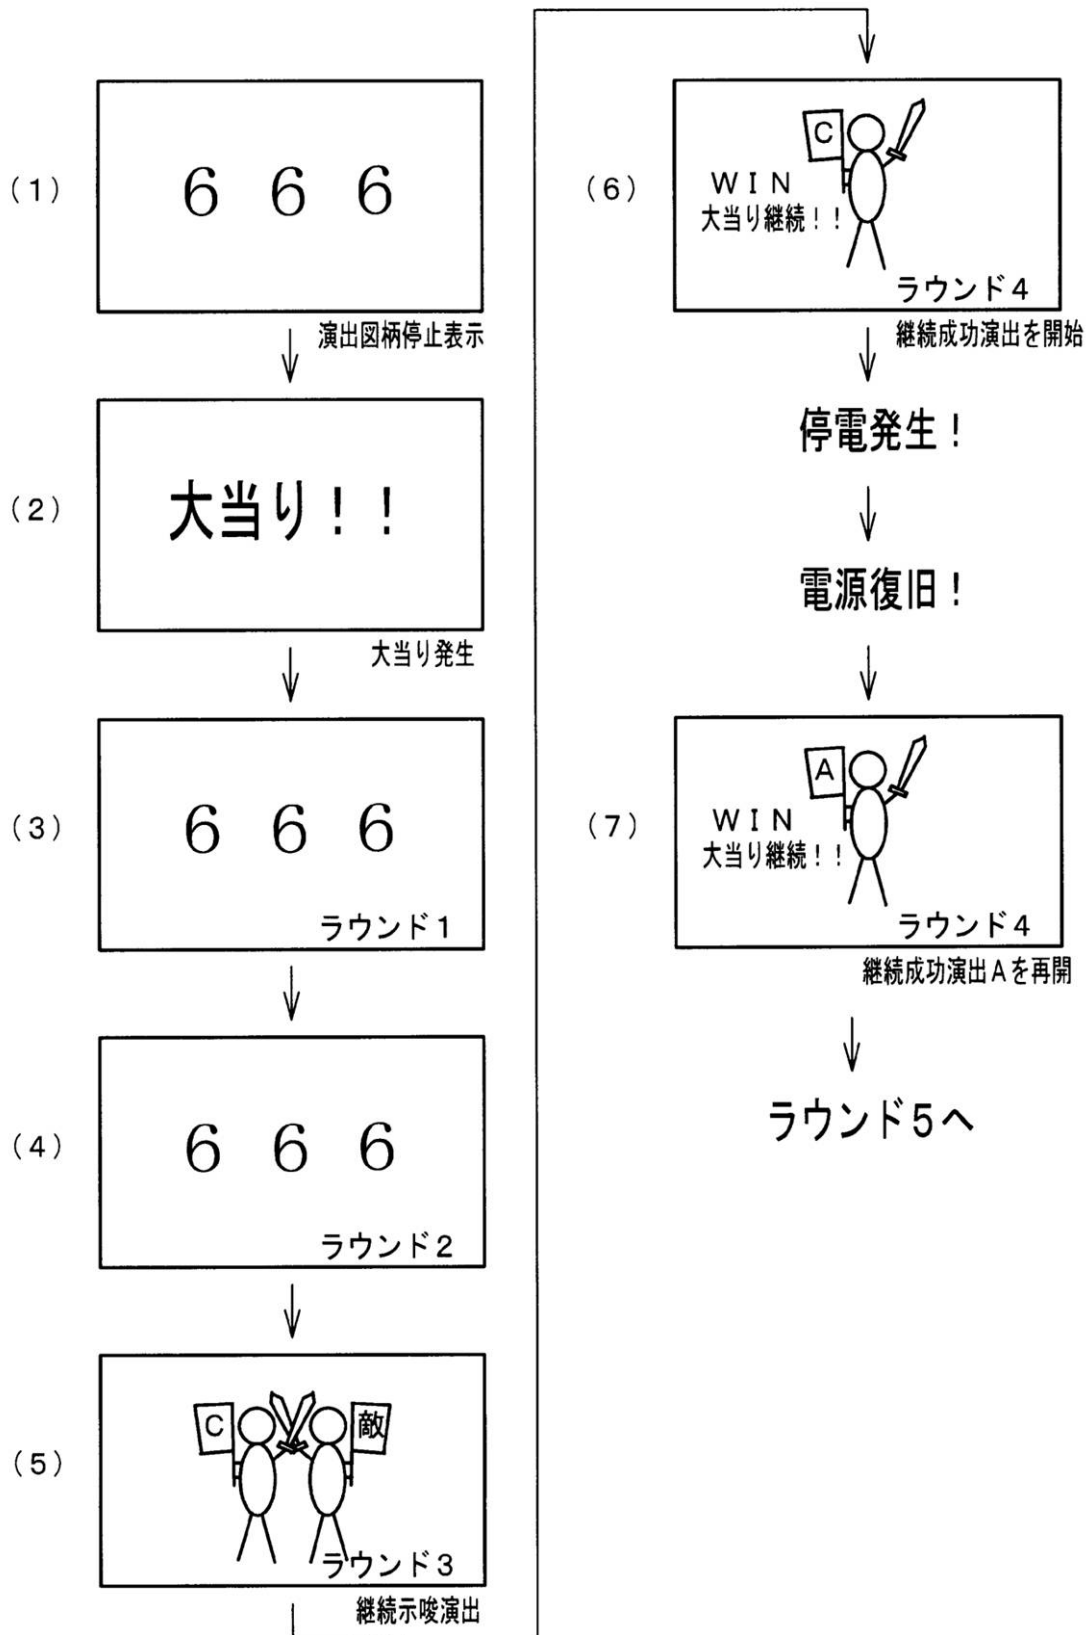 (1)
6 6 6
演出図柄停止表示
(2)
大当り！！
大当り発生
(3)
6 6 6
ラウンド1
(4)
6 6 6
ラウンド2
(5)
C
敵
ラウンド3
継続示唆演出
(6)
C
WIN
大当り継続！！
ラウンド4
継続成功演出を開始
停電発生！
電源復旧！
(7)
A
WIN
大当り継続！！
ラウンド4
継続成功演出Aを再開
ラウンド5へ